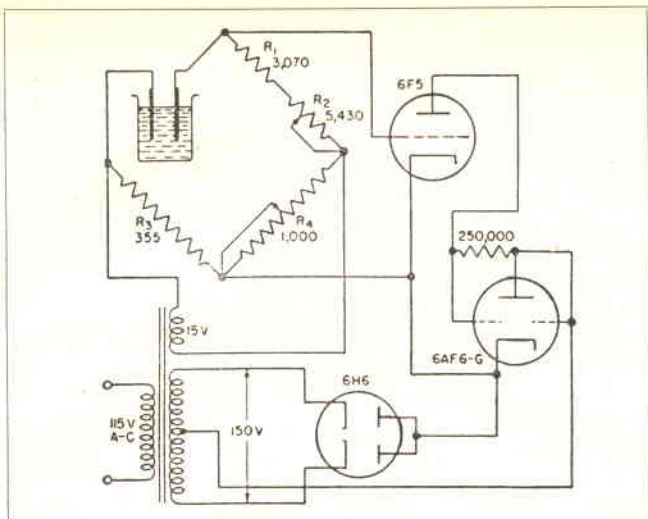 R1
3,070
6F5
R2
5,430
R3
355
R4
1,000
250,000
15V
6AF6-G
6H6
115V
A-C
150V